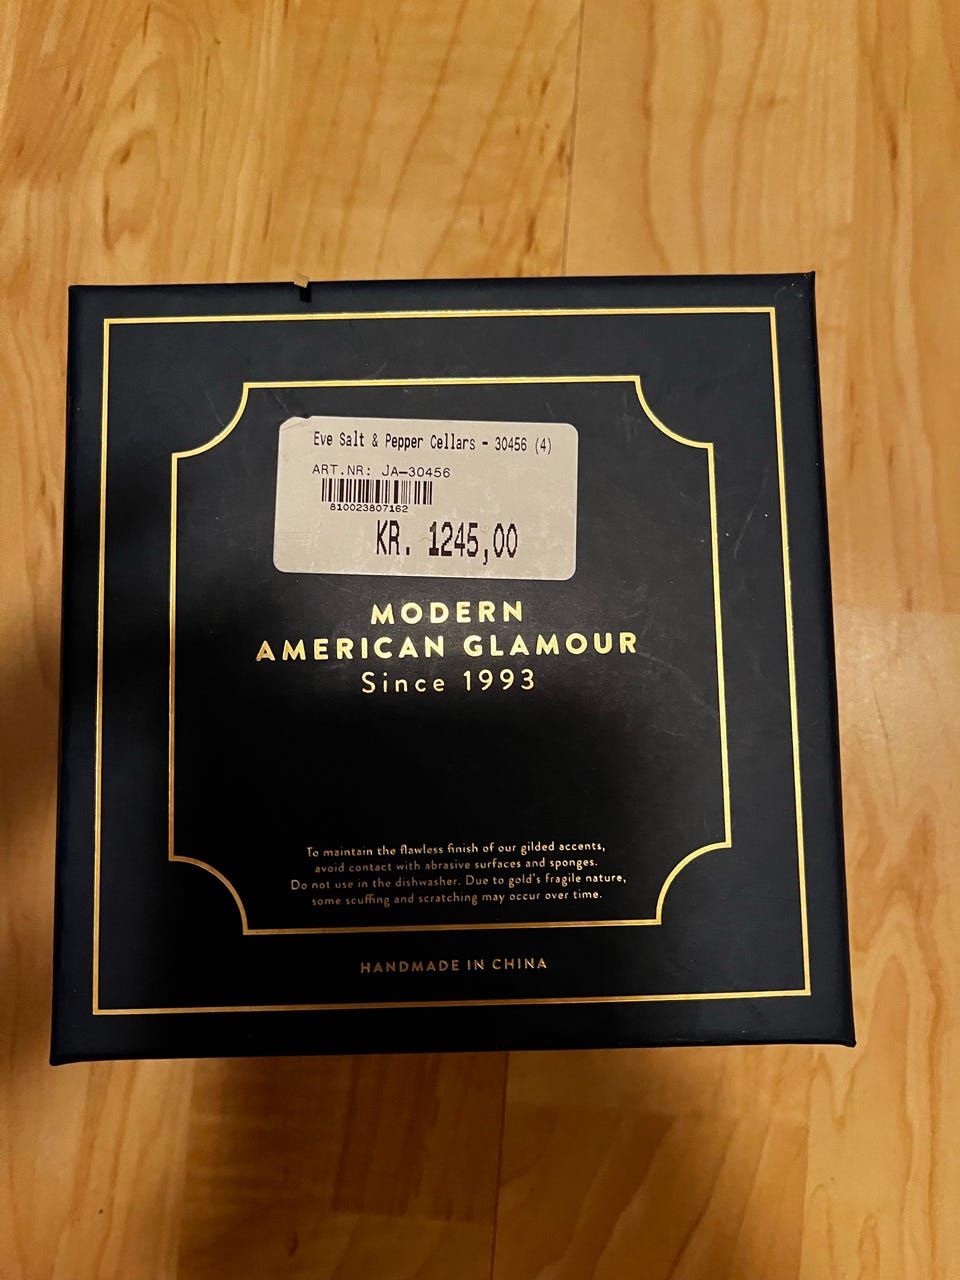 Eve Salt & Pepper Cellars - 30456 (4)
ART.NR: JA-30456
810023807162
KR. 1245,00
MODERN
AMERICAN GLAMOUR
Since 1993
To maintain the flawless finish of our gilded accents,
avoid contact with abrasive surfaces and sponges.
Do not use in the dishwasher. Due to gold's fragile nature,
some scuffing and scratching may occur over time.
HANDMADE IN CHINA